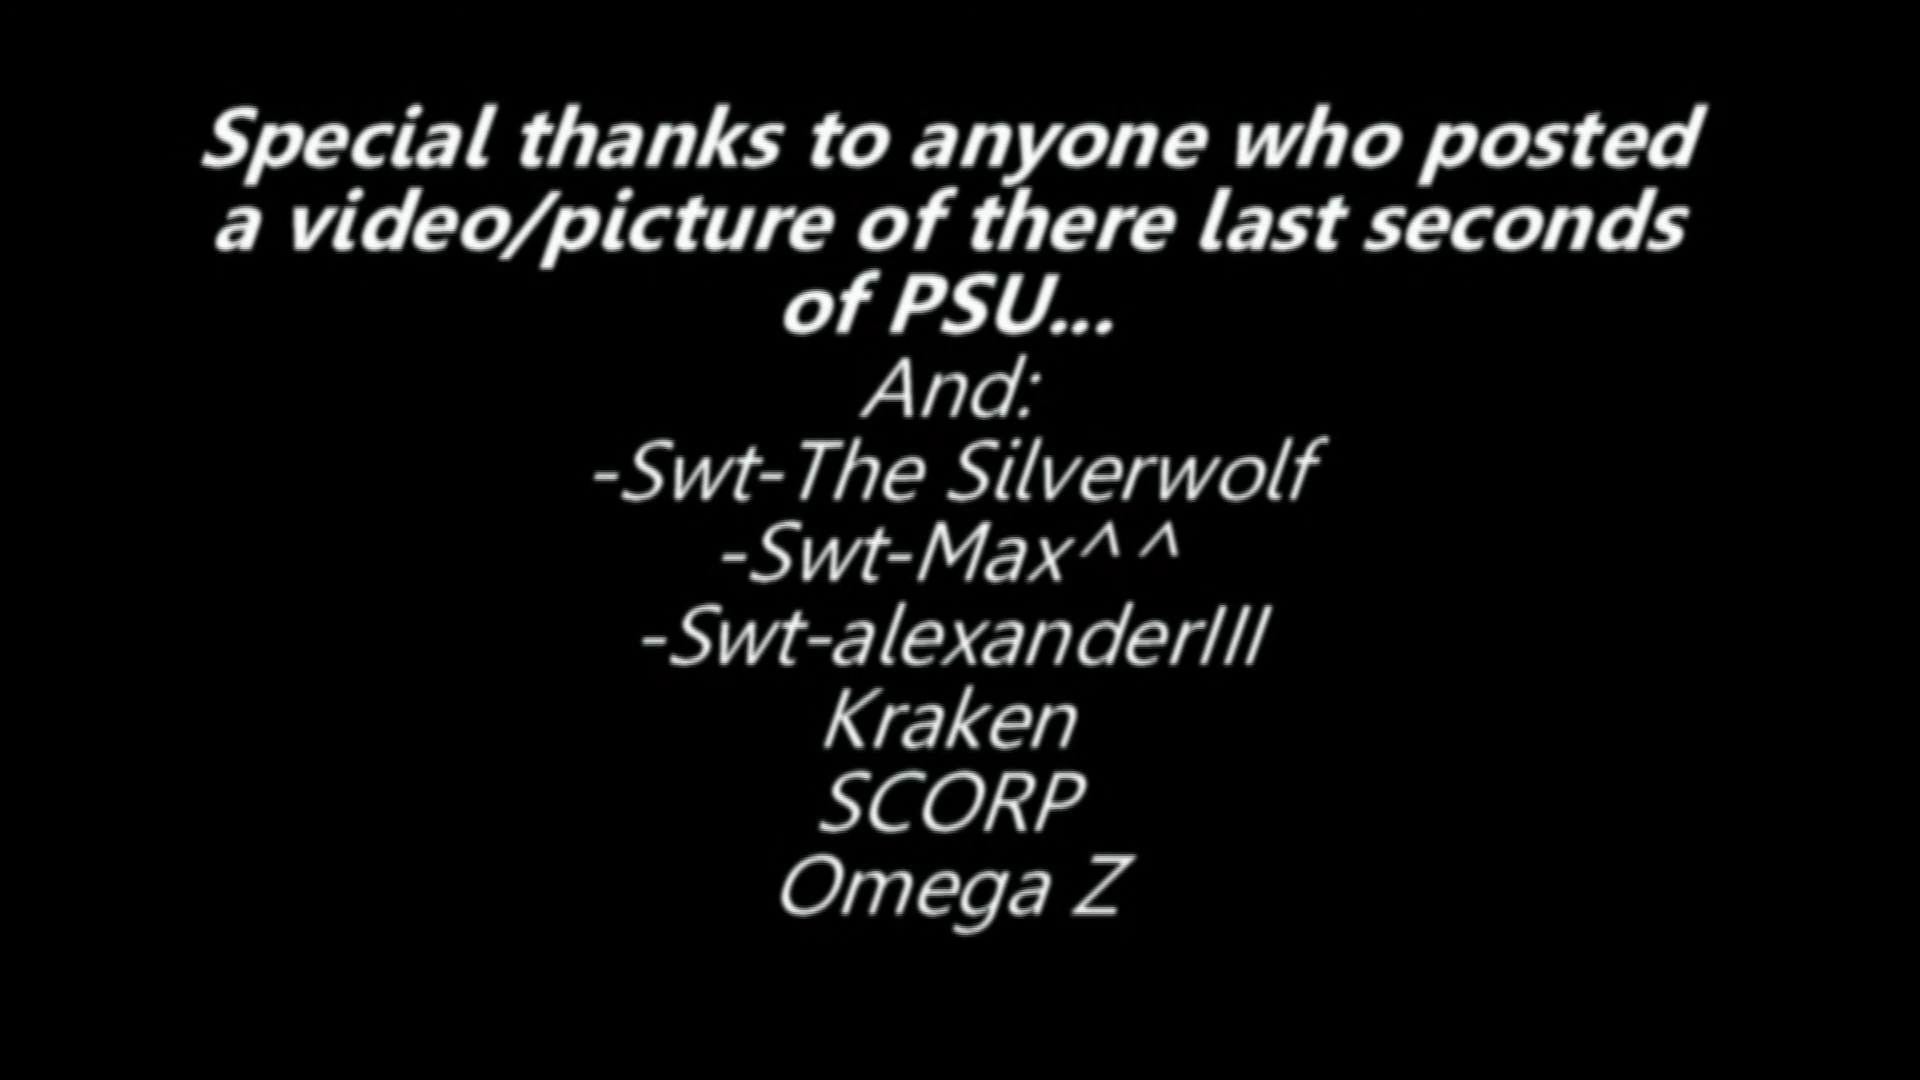 Special thanks to anyone who posted
a video/picture of there last seconds
of PSU...
And:
-Swt-The Silverwolf
-Swt-Max^^
-Swt-alexanderIII
Kraken
SCORP
Omega Z